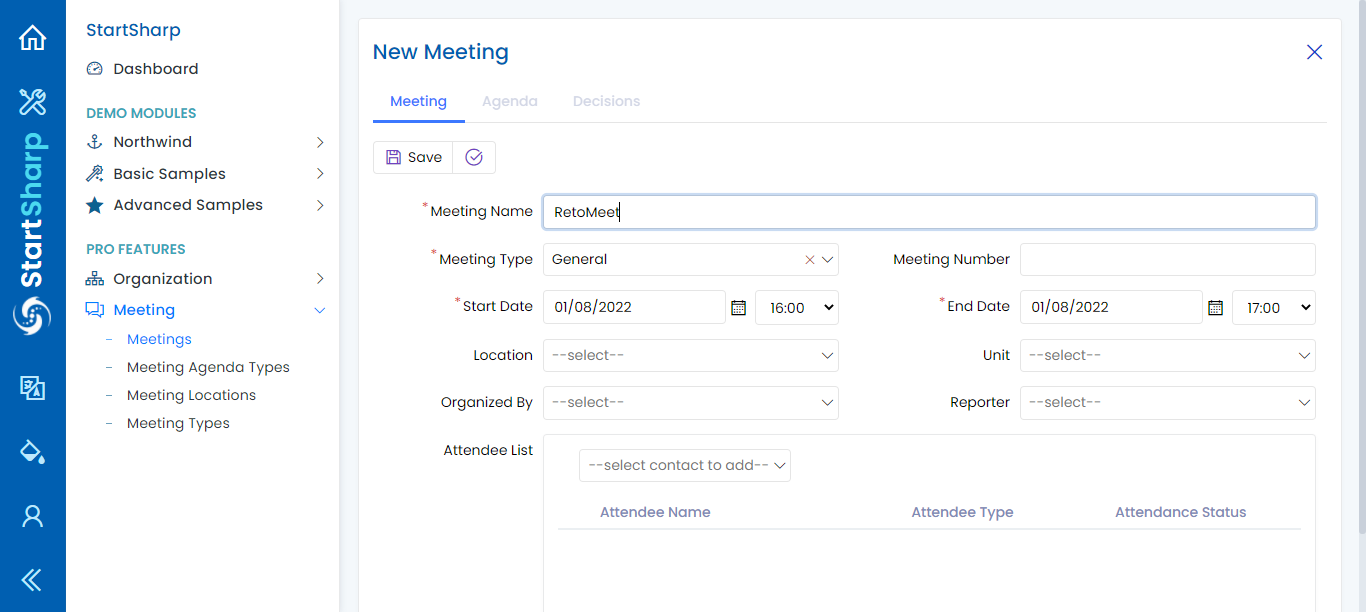 StartSharp
StartSharp
Dashboard
DEMO MODULES
Northwind
Basic Samples
Advanced Samples
PRO FEATURES
Organization
Meeting
– Meetings
– Meeting Agenda Types
– Meeting Locations
– Meeting Types
New Meeting
Meeting Agenda Decisions
Save
*Meeting Name RetoMeet
*Meeting Type General Meeting Number
*Start Date 01/08/2022 16:00 *End Date 01/08/2022 17:00
Location --select-- Unit --select--
Organized By --select-- Reporter --select--
Attendee List
--select contact to add--
Attendee Name Attendee Type Attendance Status